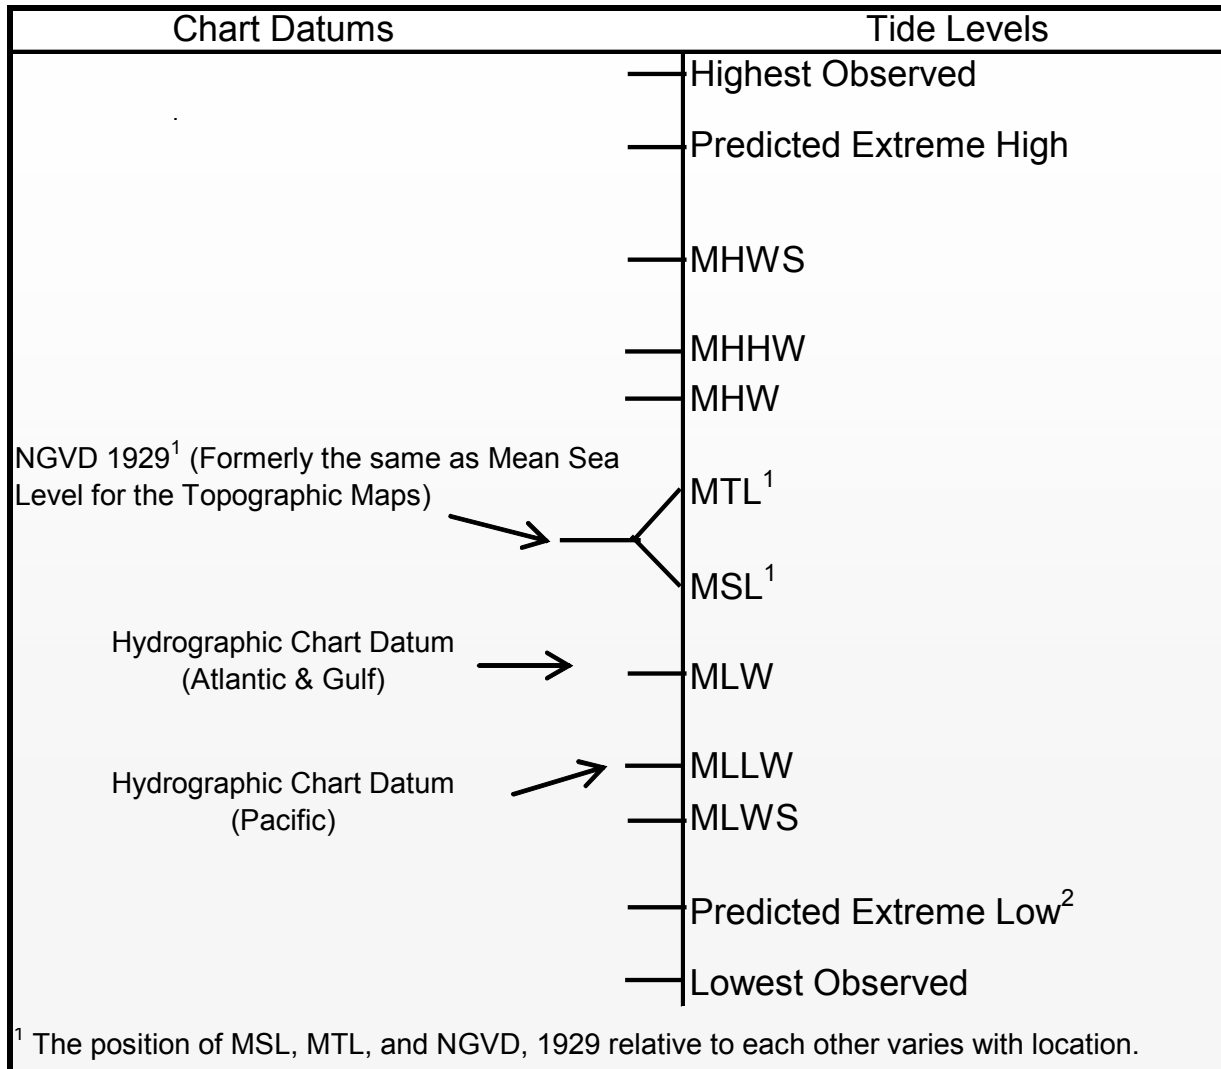 Chart Datums
Tide Levels
Highest Observed
Predicted Extreme High
MHWS
MHHW
MHW
NGVD 1929¹ (Formerly the same as Mean Sea
Level for the Topographic Maps)
MTL¹
MSL¹
Hydrographic Chart Datum
(Atlantic & Gulf)
MLW
MLLW
Hydrographic Chart Datum
(Pacific)
MLWS
Predicted Extreme Low²
Lowest Observed
¹ The position of MSL, MTL, and NGVD, 1929 relative to each other varies with location.